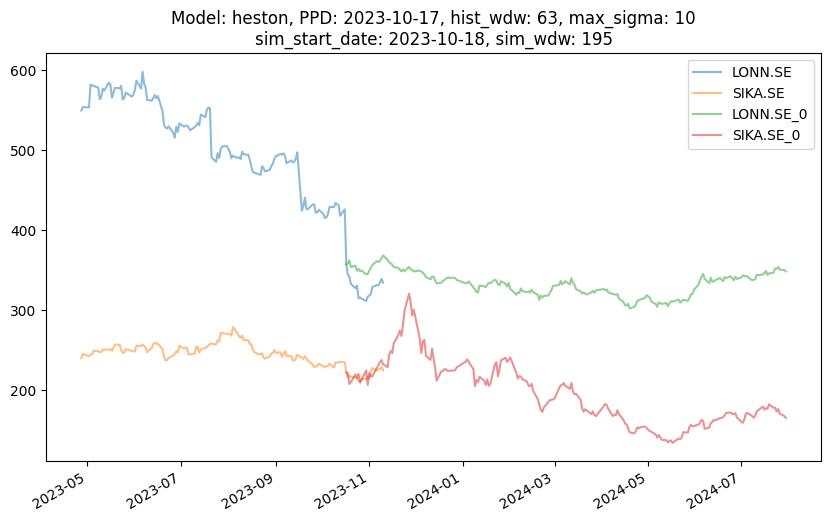 Model: heston, PPD: 2023-10-17, hist_wdw: 63, max_sigma: 10
sim_start_date: 2023-10-18, sim_wdw: 195
LONN.SE
SIKA.SE
LONN.SE_0
SIKA.SE_0
600
500
400
300
200
2023-05
2023-07
2023-09
2023-11
2024-01
2024-03
2024-05
2024-07